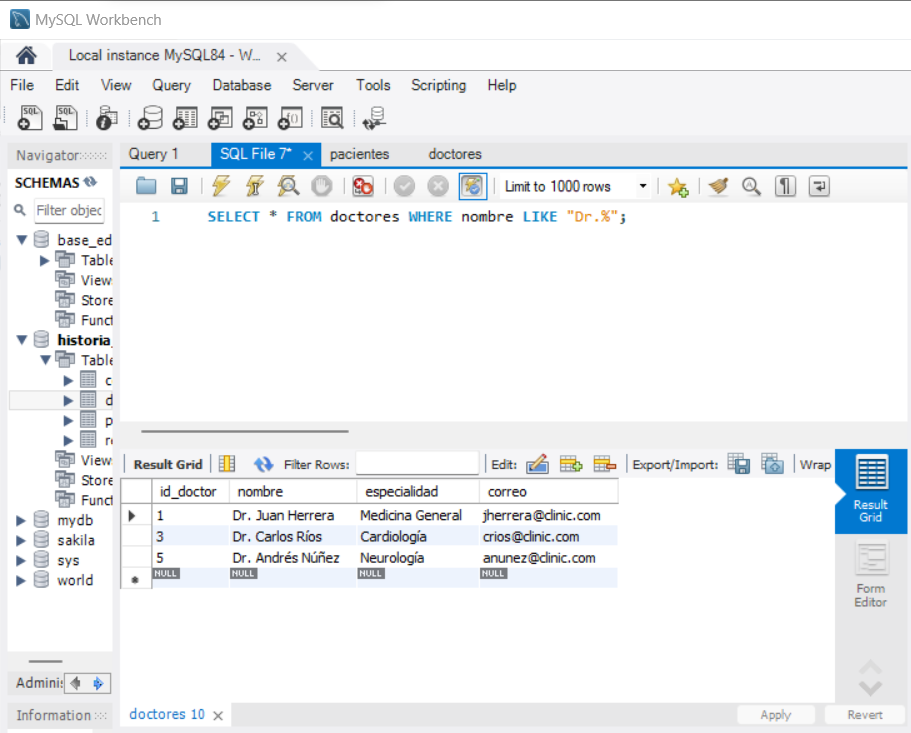 MySQL Workbench
Local instance MySQL84 - W...
File Edit View Query Database Server Tools Scripting Help
Navigator
Query 1 SQL File 7* pacientes doctores
SCHEMAS
Limit to 1000 rows
Filter objec
1 SELECT * FROM doctores WHERE nombre LIKE "Dr.%";
base_ed
Table
Views
Store
Funct
historia_
Table
c
d
p
re
Views
Store
Funct
mydb
sakila
sys
world
Result Grid Filter Rows: Edit: Export/Import: Wrap
id_doctor nombre especialidad correo
1 Dr. Juan Herrera Medicina General jherrera@clinic.com
3 Dr. Carlos Ríos Cardiología crios@clinic.com
5 Dr. Andrés Núñez Neurología anunez@clinic.com
NULL NULL NULL NULL
Result
Grid
Form
Editor
Adminis
Information
doctores 10
Apply Revert